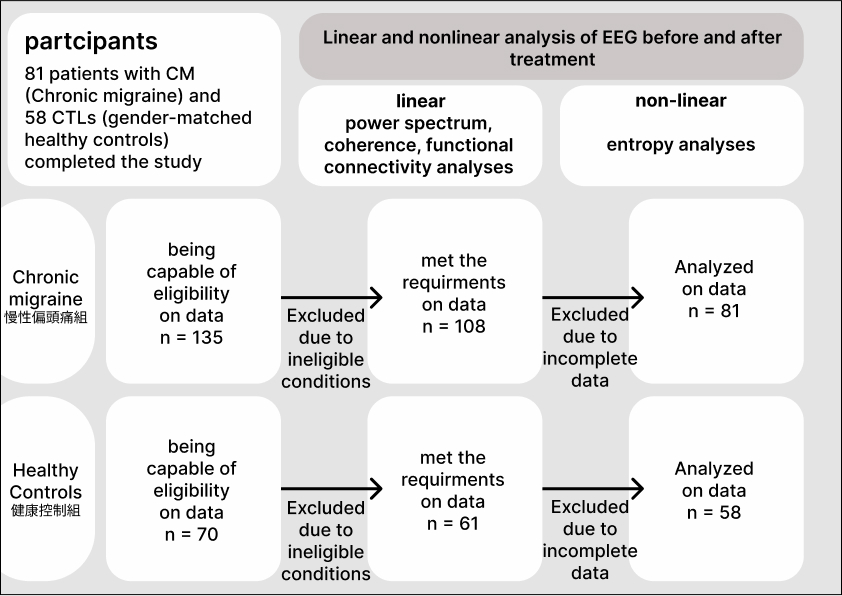 partcipants
81 patients with CM
(Chronic migraine) and
58 CTLs (gender-matched
healthy controls)
completed the study
Linear and nonlinear analysis of EEG before and after
treatment
linear
power spectrum,
coherence, functional
connectivity analyses
non-linear
entropy analyses
Chronic
migraine
慢性偏頭痛組
being
capable of
eligibility
on data
n = 135
Excluded
due to
ineligible
conditions
met the
requirments
on data
n = 108
Excluded
due to
incomplete
data
Analyzed
on data
n = 81
Healthy
Controls
健康控制組
being
capable of
eligibility
on data
n = 70
Excluded
due to
ineligible
conditions
met the
requirments
on data
n = 61
Excluded
due to
incomplete
data
Analyzed
on data
n = 58